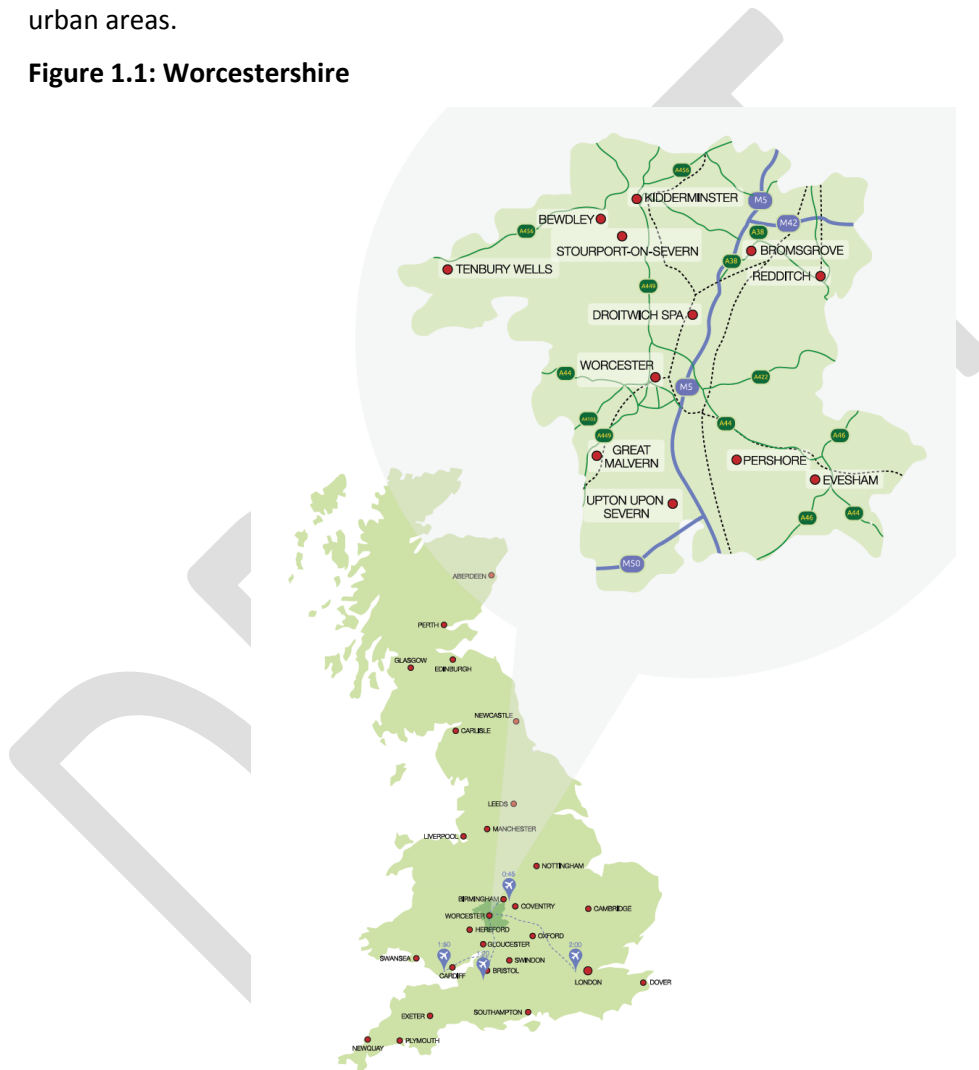 urban areas.
Figure 1.1: Worcestershire
A456
KIDDERMINSTER
M5
BEWDLEY
M42
A456
A38
STOURPORT-ON-SEVERN
BROMSGROVE
A38
TENBURY WELLS
REDDITCH
A449
DROITWICH SPA
WORCESTER
A44
M5
A422
A4103
A44
A449
A46
GREAT
MALVERN
PERSHORE
EVESHAM
UPTON UPON
SEVERN
A46
A44
M50
ABERDEEN
PERTH
GLASGOW
EDINBURGH
NEWCASTLE
CARLISLE
LEEDS
MANCHESTER
LIVERPOOL
NOTTINGHAM
0:45
BIRMINGHAM
COVENTRY
CAMBRIDGE
WORCESTER
HEREFORD
OXFORD
GLOUCESTER
1:50
2:00
SWANSEA
SWINDON
CARDIFF
BRISTOL
LONDON
DOVER
SOUTHAMPTON
EXETER
NEWQUAY
PLYMOUTH